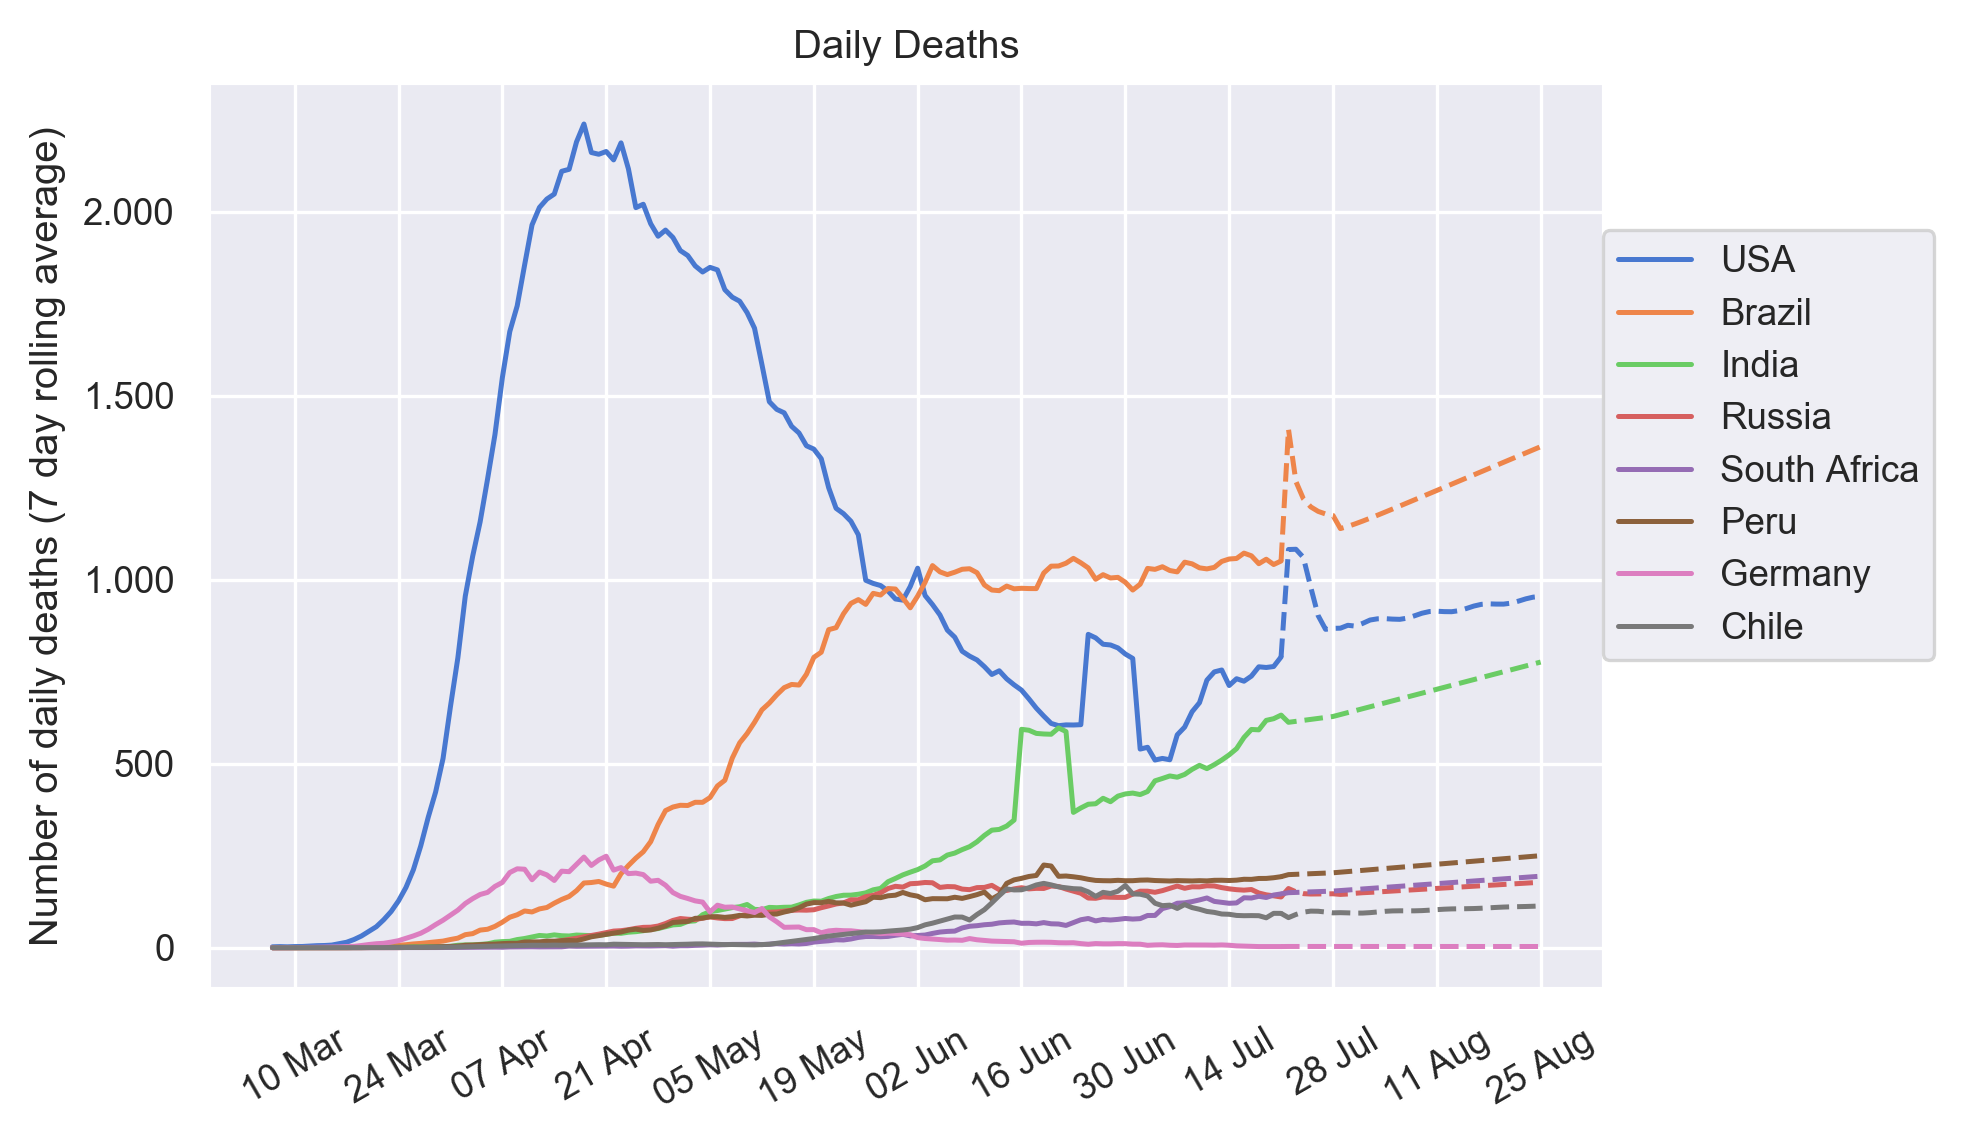 Daily Deaths
Number of daily deaths (7 day rolling average)
2.000
1.500
1.000
500
0
10 Mar
24 Mar
07 Apr
21 Apr
05 May
19 May
02 Jun
16 Jun
30 Jun
14 Jul
28 Jul
11 Aug
25 Aug
USA
Brazil
India
Russia
South Africa
Peru
Germany
Chile